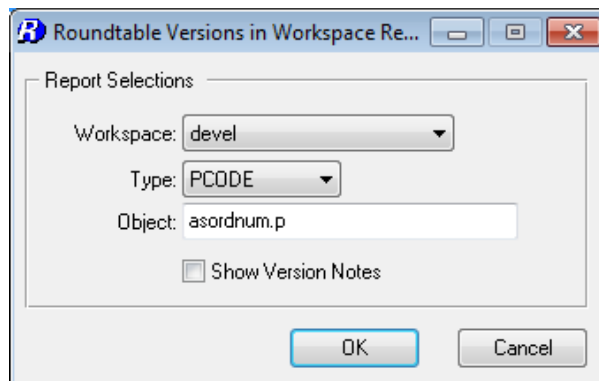 Roundtable Versions in Workspace Re...
Report Selections
Workspace: devel
Type: PCODE
Object: asordnum.p
Show Version Notes
OK Cancel